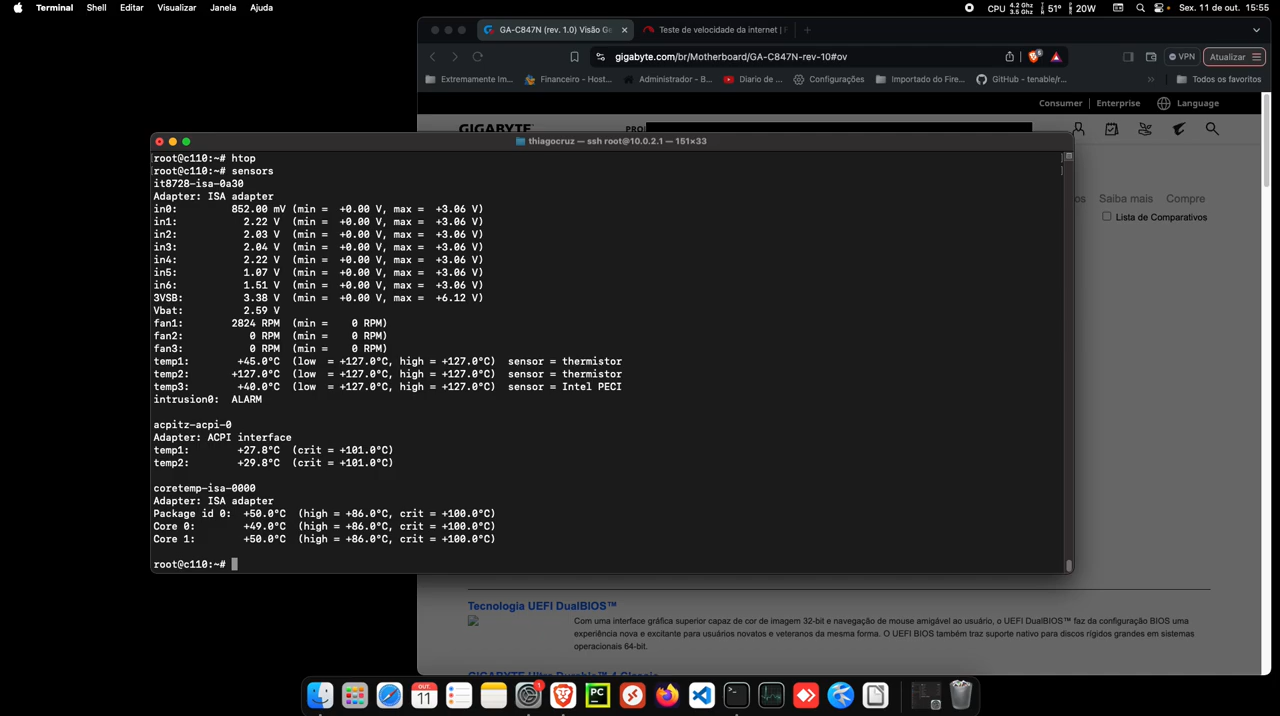 Terminal Shell Editar Visualizar Janela Ajuda
CPU 4.2 Ghz 3.5 Ghz 51° 20W Sex. 11 de out. 15:55
GA-C847N (rev. 1.0) Visão Ge
Teste de velocidade da internet |
gigabyte.com/br/Motherboard/GA-C847N-rev-10#ov
6
VPN
Atualizar
Extremamente Im...
Financeiro - Host...
Administrador - B...
Diario de ...
Configurações
Importado do Fire...
GitHub - tenable/r...
Todos os favoritos
Consumer | Enterprise Language
GIGABYTE PRO
thiagocruz — ssh root@10.0.2.1 — 151×33
[root@c110:~# htop ]
[root@c110:~# sensors ]
it8728-isa-0a30
Adapter: ISA adapter
in0: 852.00 mV (min = +0.00 V, max = +3.06 V)
in1: 2.22 V (min = +0.00 V, max = +3.06 V)
in2: 2.03 V (min = +0.00 V, max = +3.06 V)
in3: 2.04 V (min = +0.00 V, max = +3.06 V)
in4: 2.22 V (min = +0.00 V, max = +3.06 V)
in5: 1.07 V (min = +0.00 V, max = +3.06 V)
in6: 1.51 V (min = +0.00 V, max = +3.06 V)
3VSB: 3.38 V (min = +0.00 V, max = +6.12 V)
Vbat: 2.59 V
fan1: 2824 RPM (min = 0 RPM)
fan2: 0 RPM (min = 0 RPM)
fan3: 0 RPM (min = 0 RPM)
temp1: +45.0°C (low = +127.0°C, high = +127.0°C) sensor = thermistor
temp2: +127.0°C (low = +127.0°C, high = +127.0°C) sensor = thermistor
temp3: +40.0°C (low = +127.0°C, high = +127.0°C) sensor = Intel PECI
intrusion0: ALARM
acpitz-acpi-0
Adapter: ACPI interface
temp1: +27.8°C (crit = +101.0°C)
temp2: +29.8°C (crit = +101.0°C)
coretemp-isa-0000
Adapter: ISA adapter
Package id 0: +50.0°C (high = +86.0°C, crit = +100.0°C)
Core 0: +49.0°C (high = +86.0°C, crit = +100.0°C)
Core 1: +50.0°C (high = +86.0°C, crit = +100.0°C)
root@c110:~#
os Saiba mais Compre
Lista de Comparativos
Tecnologia UEFI DualBIOS™
Com uma interface gráfica superior capaz de cor de imagem 32-bit e navegação de mouse amigável ao usuário, o UEFI DualBIOS™ faz da configuração BIOS uma
experiência nova e excitante para usuários novatos e veteranos da mesma forma. O UEFI BIOS também traz suporte nativo para discos rígidos grandes em sistemas
operacionais 64-bit.
OUT.
11
1
PC